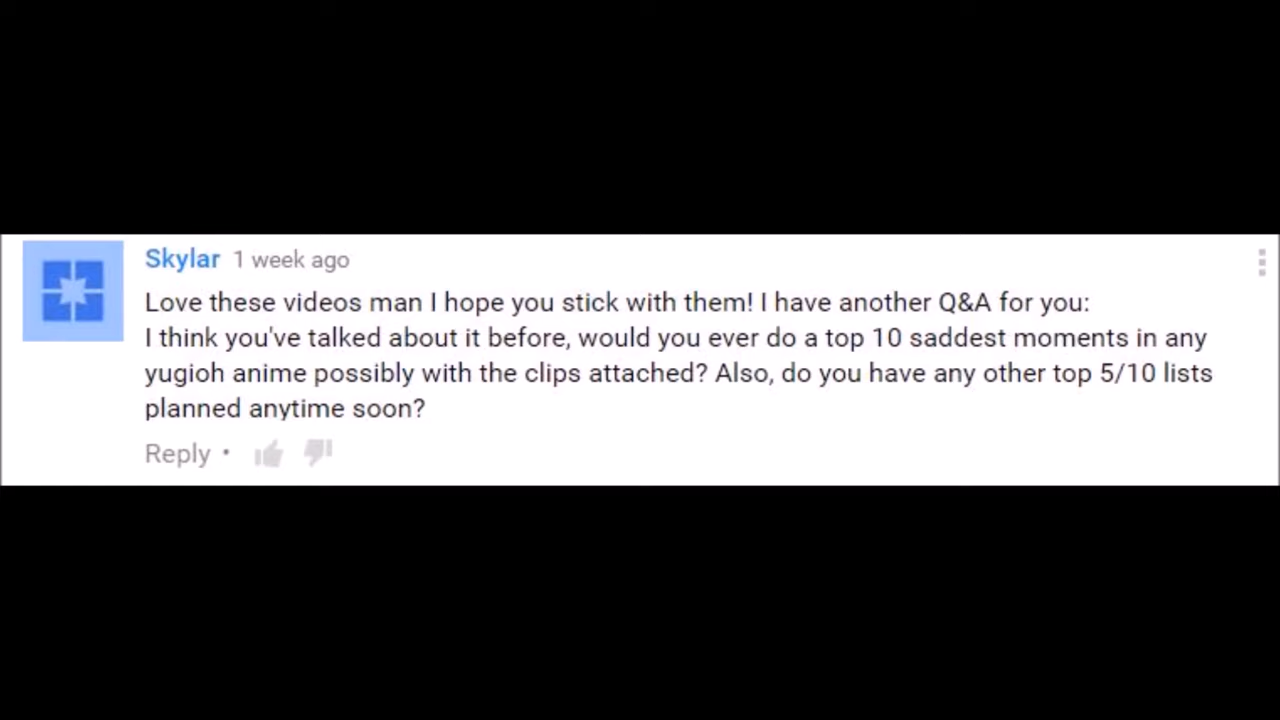 Skylar 1 week ago
Love these videos man I hope you stick with them! I have another Q&A for you:
I think you've talked about it before, would you ever do a top 10 saddest moments in any
yugioh anime possibly with the clips attached? Also, do you have any other top 5/10 lists
planned anytime soon?
Reply •